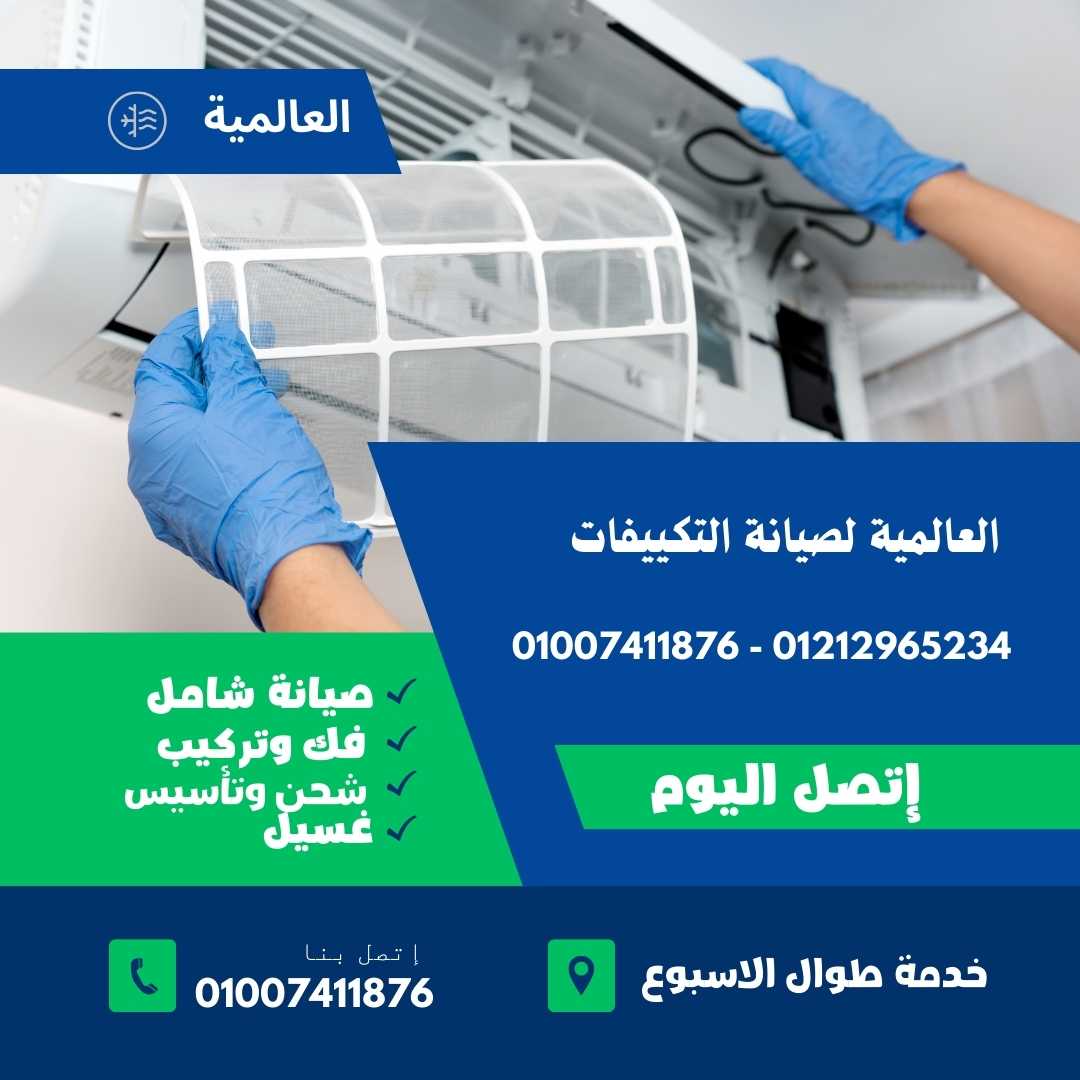 العالمية
العالمية لصيانة التكييفات
01007411876 - 01212965234
إتصل اليوم
صيانة شامل
فك وتركيب
شحن وتأسيس
غسيل
خدمة طوال الاسبوع
إتصل بنا
01007411876